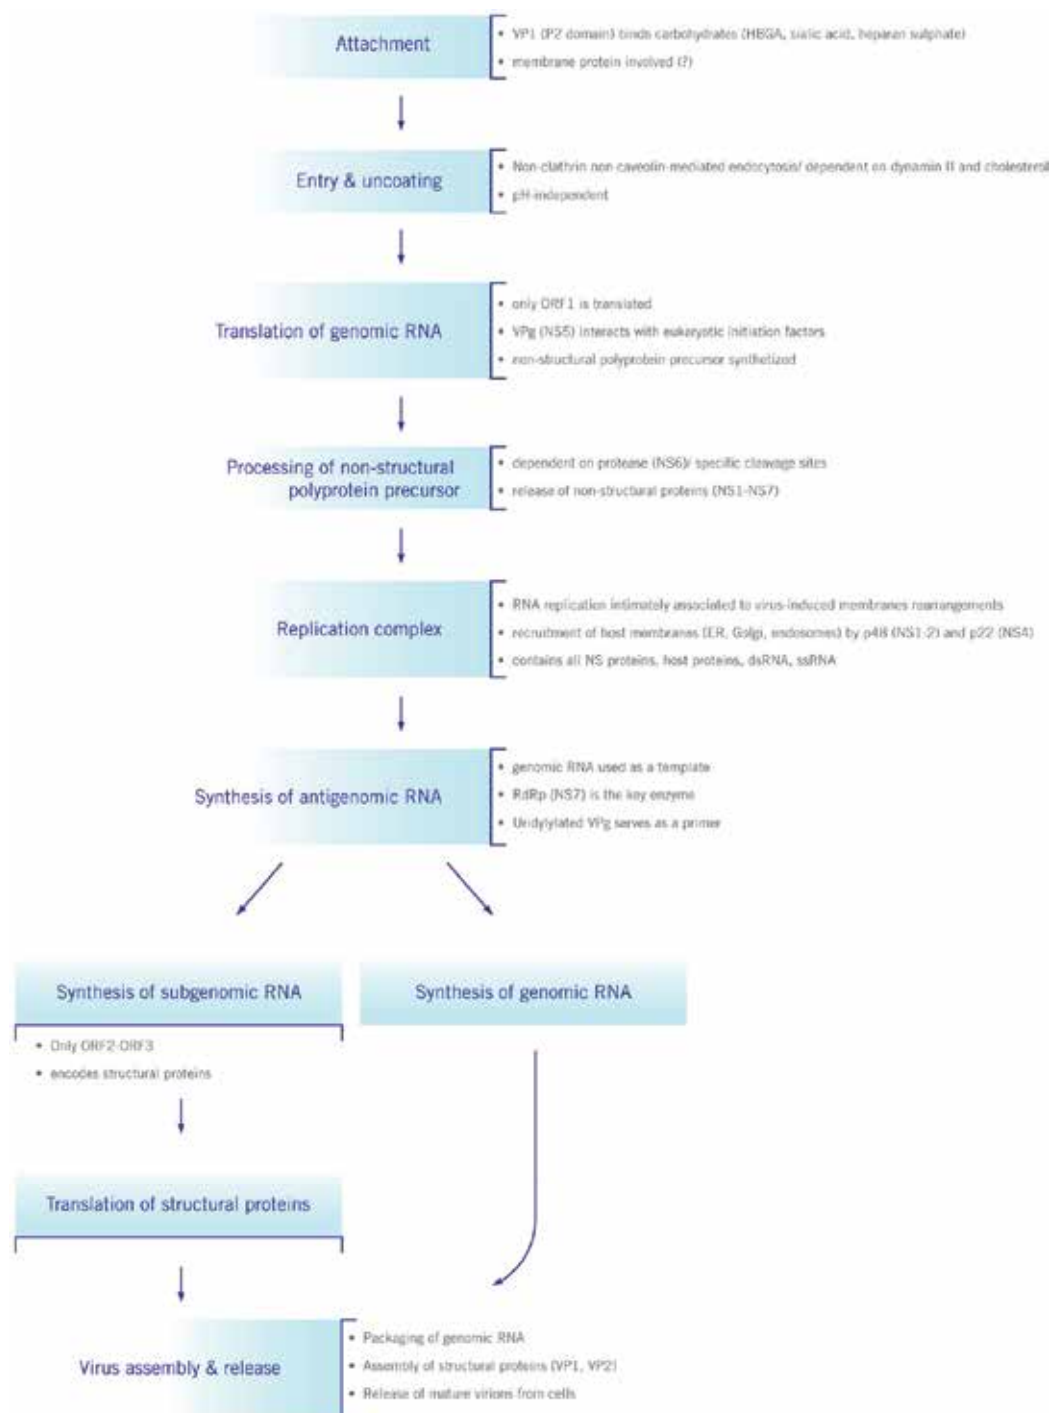 Attachment
• VP1 (P2 domain) binds carbohydrates (HBGA, sialic acid, heparan sulphate)
• membrane protein involved (?)
Entry & uncoating
• Non-clathrin non caveolin-mediated endocytosis/ dependent on dynamin II and cholesterol
• pH-independent
Translation of genomic RNA
• only ORF1 is translated
• VPg (NS5) interacts with eukaryotic initiation factors
• non-structural polyprotein precursor synthetized
Processing of non-structural
polyprotein precursor
• dependent on protease (NS6)/ specific cleavage sites
• release of non-structural proteins (NS1-NS7)
Replication complex
• RNA replication intimately associated to virus-induced membranes rearrangements
• recruitment of host membranes (ER, Golgi, endosomes) by p48 (NS1-2) and p22 (NS4)
• contains all NS proteins, host proteins, dsRNA, ssRNA
Synthesis of antigenomic RNA
• genomic RNA used as a template
• RdRp (NS7) is the key enzyme
• Uridylylated VPg serves as a primer
Synthesis of subgenomic RNA
Synthesis of genomic RNA
• Only ORF2-ORF3
• encodes structural proteins
Translation of structural proteins
Virus assembly & release
• Packaging of genomic RNA
• Assembly of structural proteins (VP1, VP2)
• Release of mature virions from cells